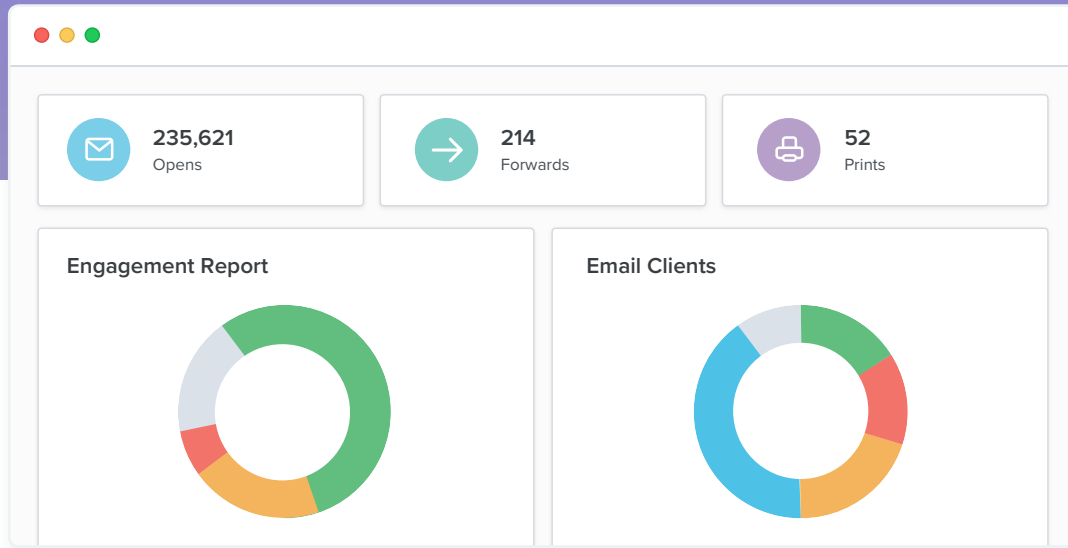 235,621
Opens
214
Forwards
52
Prints
Engagement Report
Email Clients